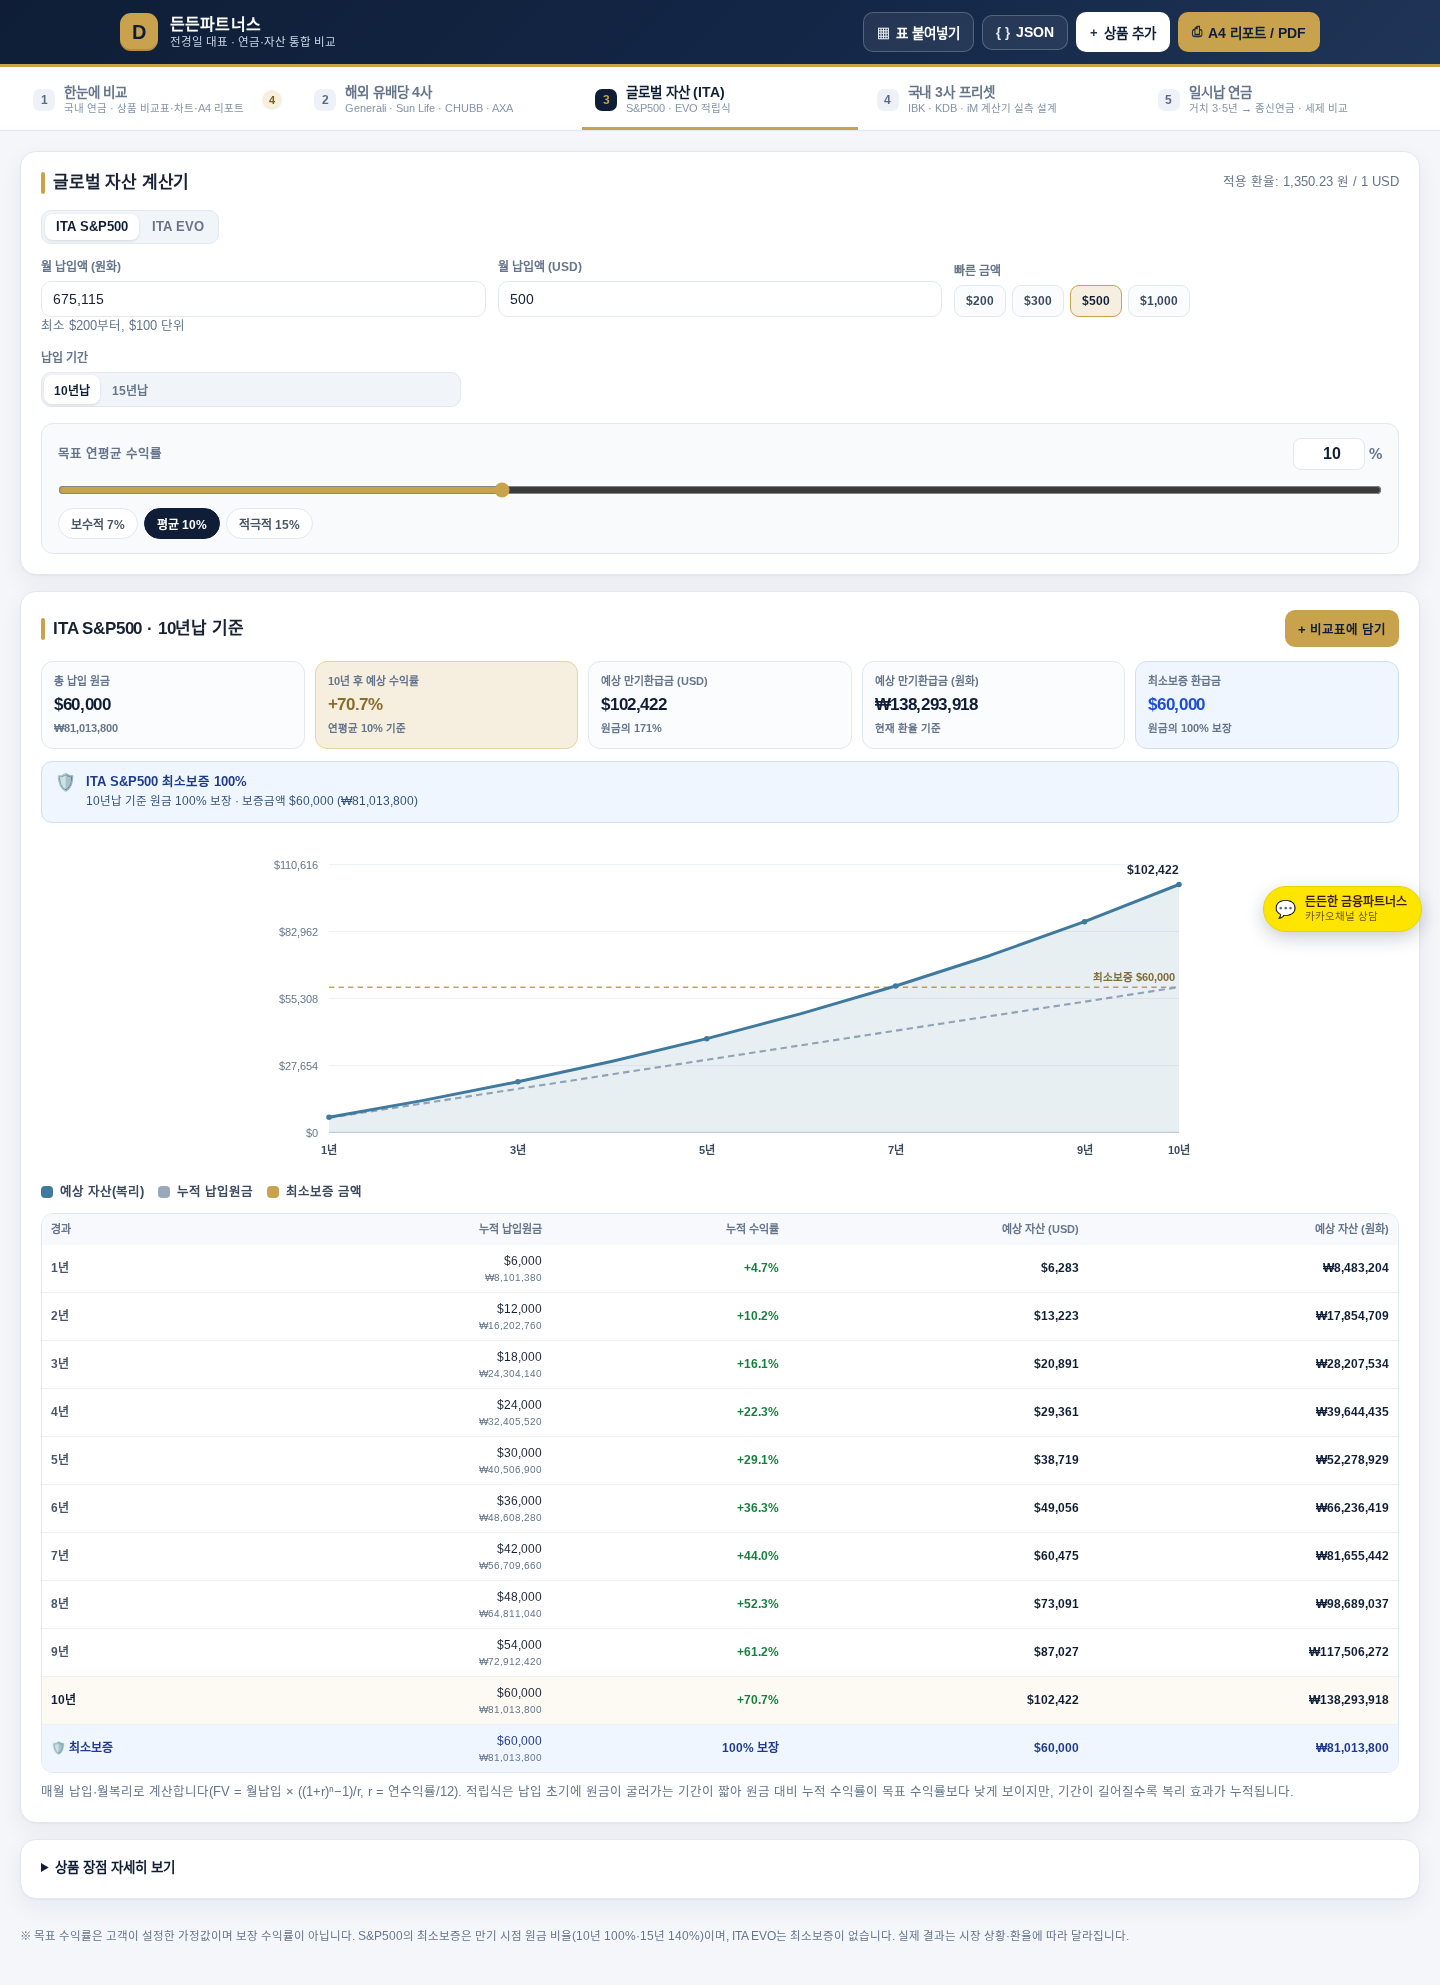 D
든든파트너스
전경일 대표 · 연금·자산 통합 비교
▦ 표 붙여넣기
{ } JSON
+ 상품 추가
⎙ A4 리포트 / PDF
1 한눈에 비교
국내 연금 · 상품 비교표·차트·A4 리포트
4
2 해외 유배당 4사
Generali · Sun Life · CHUBB · AXA
3 글로벌 자산 (ITA)
S&P500 · EVO 적립식
4 국내 3사 프리셋
IBK · KDB · iM 계산기 실측 설계
5 일시납 연금
거치 3·5년 → 종신연금 · 세제 비교
글로벌 자산 계산기
적용 환율: 1,350.23 원 / 1 USD
ITA S&P500 ITA EVO
월 납입액 (원화)
675,115
최소 $200부터, $100 단위
월 납입액 (USD)
500
빠른 금액
$200 $300 $500 $1,000
납입 기간
10년납 15년납
목표 연평균 수익률
10 %
보수적 7% 평균 10% 적극적 15%
ITA S&P500 · 10년납 기준
+ 비교표에 담기
총 납입 원금
$60,000
₩81,013,800
10년 후 예상 수익률
+70.7%
연평균 10% 기준
예상 만기환급금 (USD)
$102,422
원금의 171%
예상 만기환급금 (원화)
₩138,293,918
현재 환율 기준
최소보증 환급금
$60,000
원금의 100% 보장
ITA S&P500 최소보증 100%
10년납 기준 원금 100% 보장 · 보증금액 $60,000 (₩81,013,800)
$110,616
$102,422
$82,962
최소보증 $60,000
$55,308
$27,654
$0
1년 3년 5년 7년 9년 10년
든든한 금융파트너스
카카오채널 상담
예상 자산(복리) 누적 납입원금 최소보증 금액
경과 누적 납입원금 누적 수익률 예상 자산 (USD) 예상 자산 (원화)
1년 $6,000 +4.7% $6,283 ₩8,483,204
₩8,101,380
2년 $12,000 +10.2% $13,223 ₩17,854,709
₩16,202,760
3년 $18,000 +16.1% $20,891 ₩28,207,534
₩24,304,140
4년 $24,000 +22.3% $29,361 ₩39,644,435
₩32,405,520
5년 $30,000 +29.1% $38,719 ₩52,278,929
₩40,506,900
6년 $36,000 +36.3% $49,056 ₩66,236,419
₩48,608,280
7년 $42,000 +44.0% $60,475 ₩81,655,442
₩56,709,660
8년 $48,000 +52.3% $73,091 ₩98,689,037
₩64,811,040
9년 $54,000 +61.2% $87,027 ₩117,506,272
₩72,912,420
10년 $60,000 +70.7% $102,422 ₩138,293,918
₩81,013,800
최소보증 $60,000 100% 보장 $60,000 ₩81,013,800
₩81,013,800
매월 납입·월복리로 계산합니다(FV = 월납입 × ((1+r)ⁿ−1)/r, r = 연수익률/12). 적립식은 납입 초기에 원금이 굴러가는 기간이 짧아 원금 대비 누적 수익률이 목표 수익률보다 낮게 보이지만, 기간이 길어질수록 복리 효과가 누적됩니다.
▶ 상품 장점 자세히 보기
※ 목표 수익률은 고객이 설정한 가정값이며 보장 수익률이 아닙니다. S&P500의 최소보증은 만기 시점 원금 비율(10년 100%·15년 140%)이며, ITA EVO는 최소보증이 없습니다. 실제 결과는 시장 상황·환율에 따라 달라집니다.